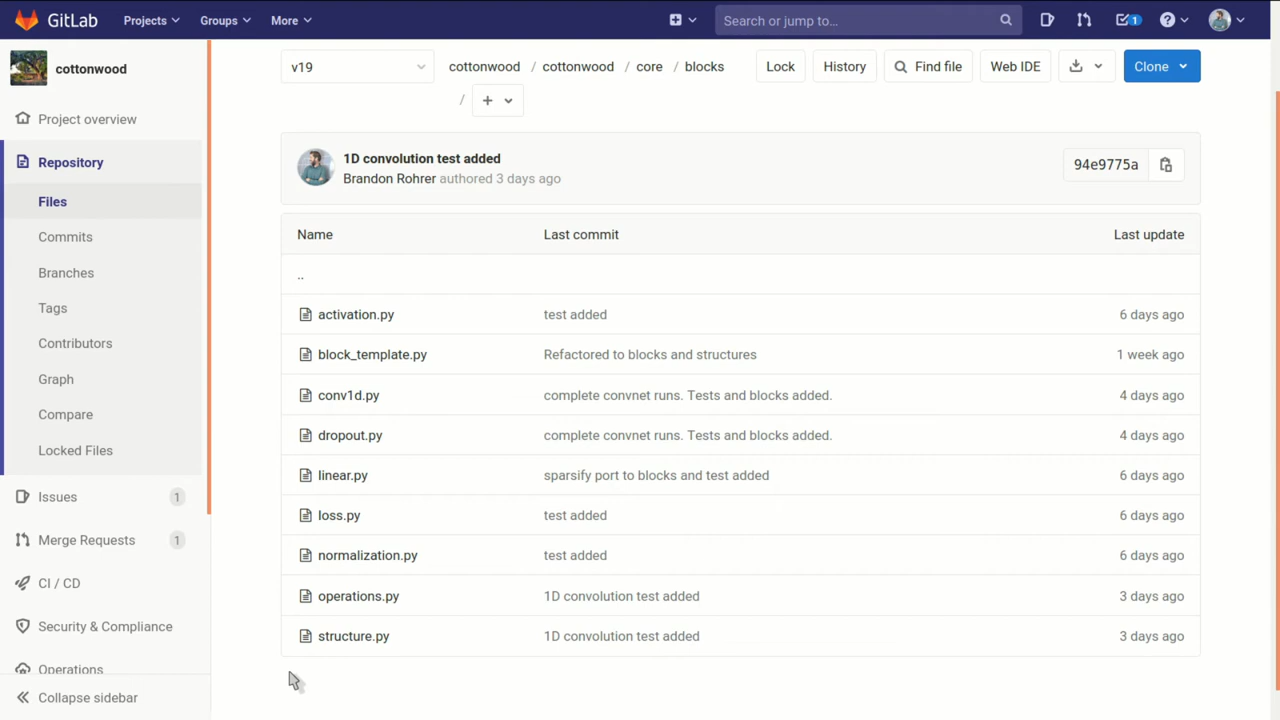 GitLab Projects Groups More Search or jump to... 1
cottonwood
Project overview
Repository
Files
Commits
Branches
Tags
Contributors
Graph
Compare
Locked Files
Issues 1
Merge Requests 1
CI / CD
Security & Compliance
Operations
Collapse sidebar
v19 cottonwood / cottonwood / core / blocks Lock History Find file Web IDE Clone
/ +
1D convolution test added
Brandon Rohrer authored 3 days ago
94e9775a
Name Last commit Last update
..
activation.py test added 6 days ago
block_template.py Refactored to blocks and structures 1 week ago
conv1d.py complete convnet runs. Tests and blocks added. 4 days ago
dropout.py complete convnet runs. Tests and blocks added. 4 days ago
linear.py sparsify port to blocks and test added 6 days ago
loss.py test added 6 days ago
normalization.py test added 6 days ago
operations.py 1D convolution test added 3 days ago
structure.py 1D convolution test added 3 days ago